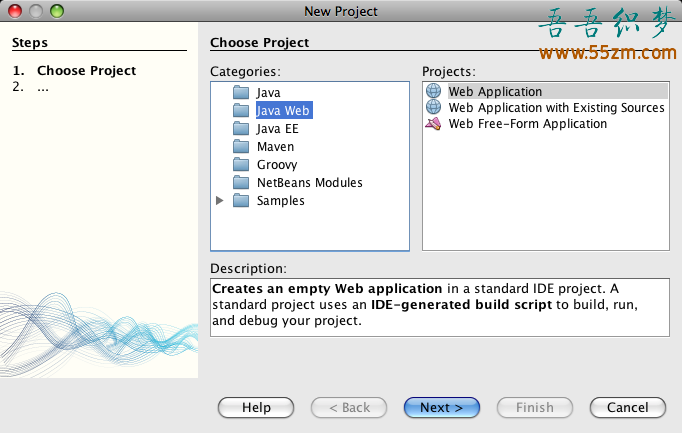 New Project
吾吾织梦
www.55zm.com
Steps
1. Choose Project
2. ...
Choose Project
Categories:
Java
Java Web
Java EE
Maven
Groovy
NetBeans Modules
Samples
Projects:
Web Application
Web Application with Existing Sources
Web Free-Form Application
Description:
Creates an empty Web application in a standard IDE project. A
standard project uses an IDE-generated build script to build, run,
and debug your project.
Help
< Back
Next >
Finish
Cancel